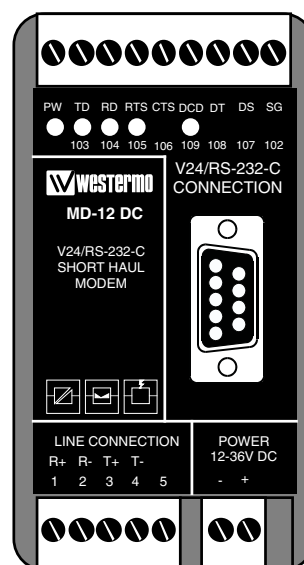 PW TD RD RTS CTS DCD DT DS SG
103 104 105 106 109 108 107 102
Westermo
MD-12 DC
V24/RS-232-C
SHORT HAUL
MODEM
V24/RS-232-C
CONNECTION
LINE CONNECTION
R+ R- T+ T-
1 2 3 4 5
POWER
12-36V DC
- +